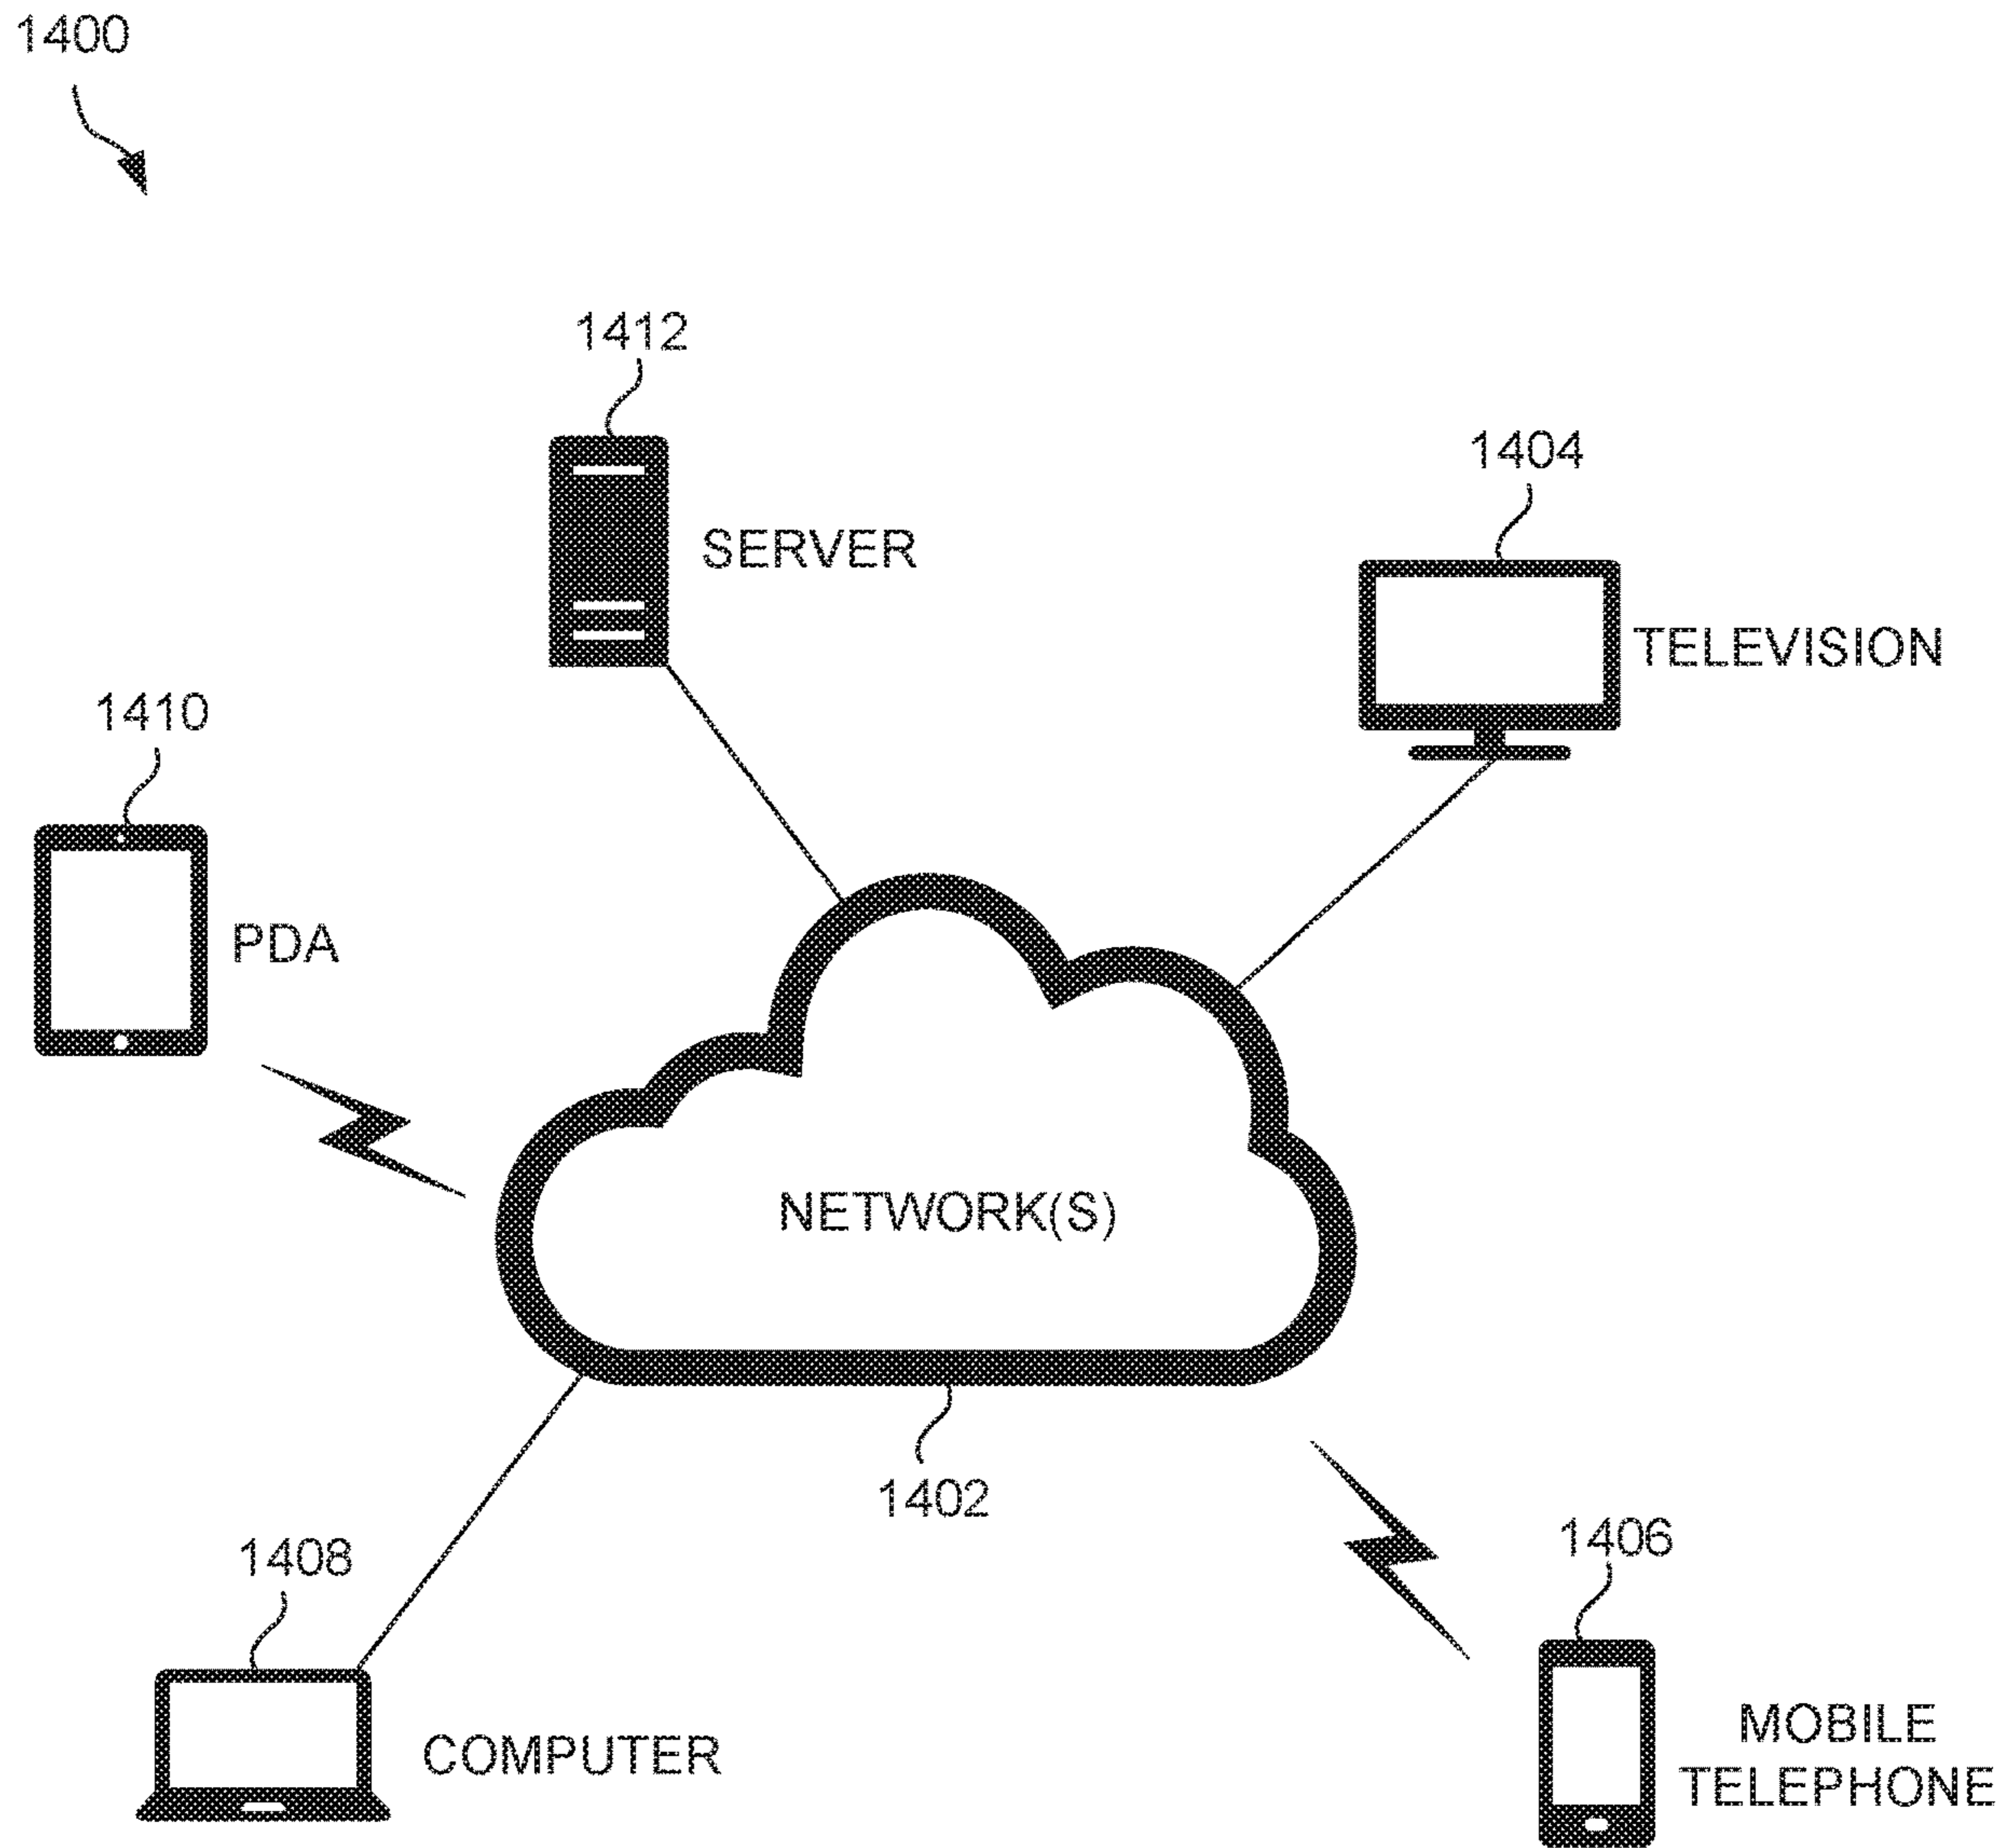 1400
1412
SERVER
1404
TELEVISION
1410
PDA
NETWORK(S)
1402
1408
COMPUTER
1406
MOBILE
TELEPHONE